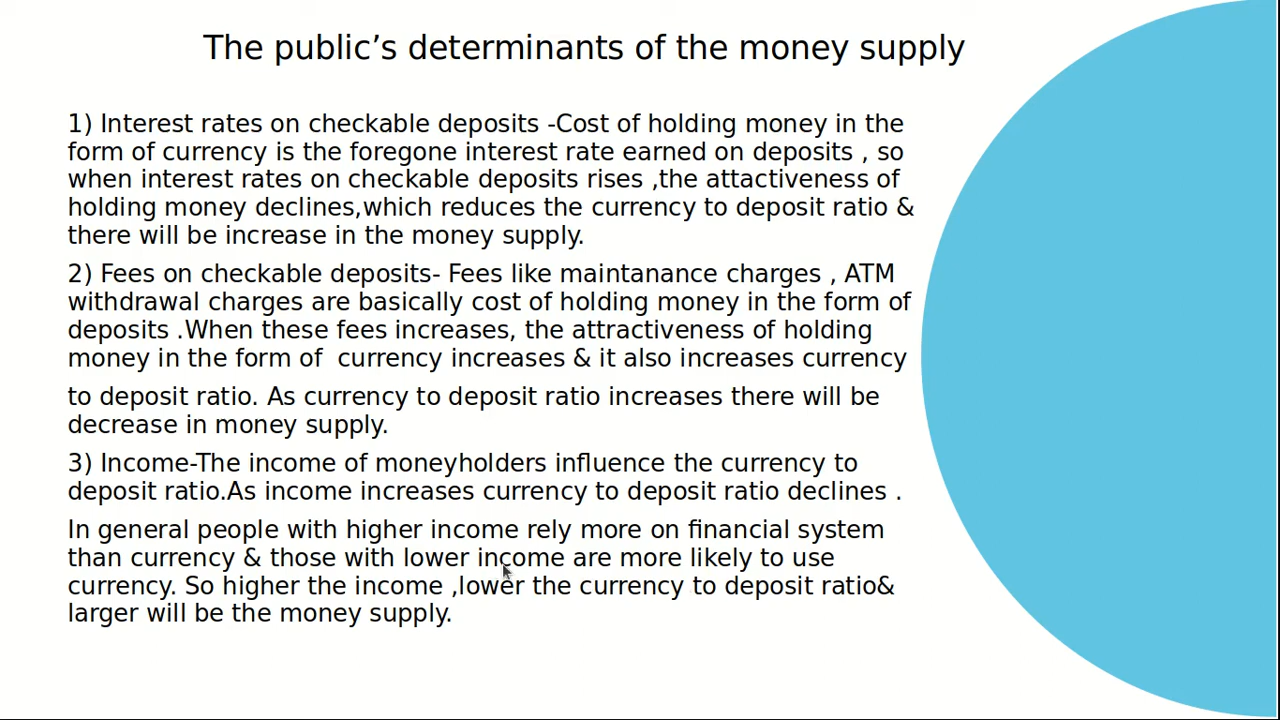 The public’s determinants of the money supply
1) Interest rates on checkable deposits -Cost of holding money in the
form of currency is the foregone interest rate earned on deposits , so
when interest rates on checkable deposits rises ,the attactiveness of
holding money declines,which reduces the currency to deposit ratio &
there will be increase in the money supply.
2) Fees on checkable deposits- Fees like maintanance charges , ATM
withdrawal charges are basically cost of holding money in the form of
deposits .When these fees increases, the attractiveness of holding
money in the form of  currency increases & it also increases currency
to deposit ratio. As currency to deposit ratio increases there will be
decrease in money supply.
3) Income-The income of moneyholders influence the currency to
deposit ratio.As income increases currency to deposit ratio declines .
In general people with higher income rely more on financial system
than currency & those with lower income are more likely to use
currency. So higher the income ,lower the currency to deposit ratio&
larger will be the money supply.